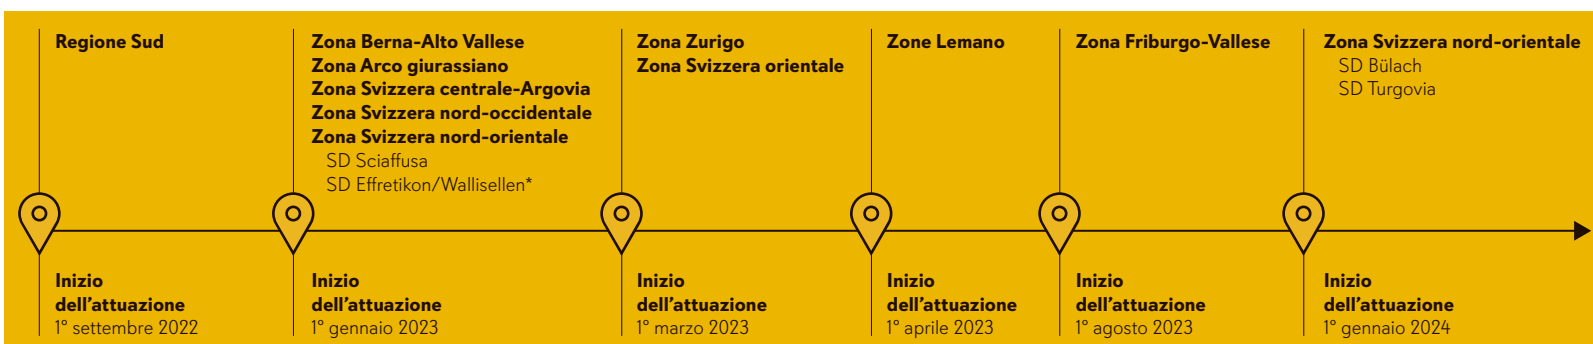 Regione Sud
Zona Berna-Alto Vallese
Zona Arco giurassiano
Zona Svizzera centrale-Argovia
Zona Svizzera nord-occidentale
Zona Svizzera nord-orientale
SD Sciaffusa
SD Effretikon/Wallisellen*
Zona Zurigo
Zona Svizzera orientale
Zone Lemano
Zona Friburgo-Vallese
Zona Svizzera nord-orientale
SD Bülach
SD Turgovia
Inizio
dell’attuazione
1° settembre 2022
Inizio
dell’attuazione
1° gennaio 2023
Inizio
dell’attuazione
1° marzo 2023
Inizio
dell’attuazione
1° aprile 2023
Inizio
dell’attuazione
1° agosto 2023
Inizio
dell’attuazione
1° gennaio 2024